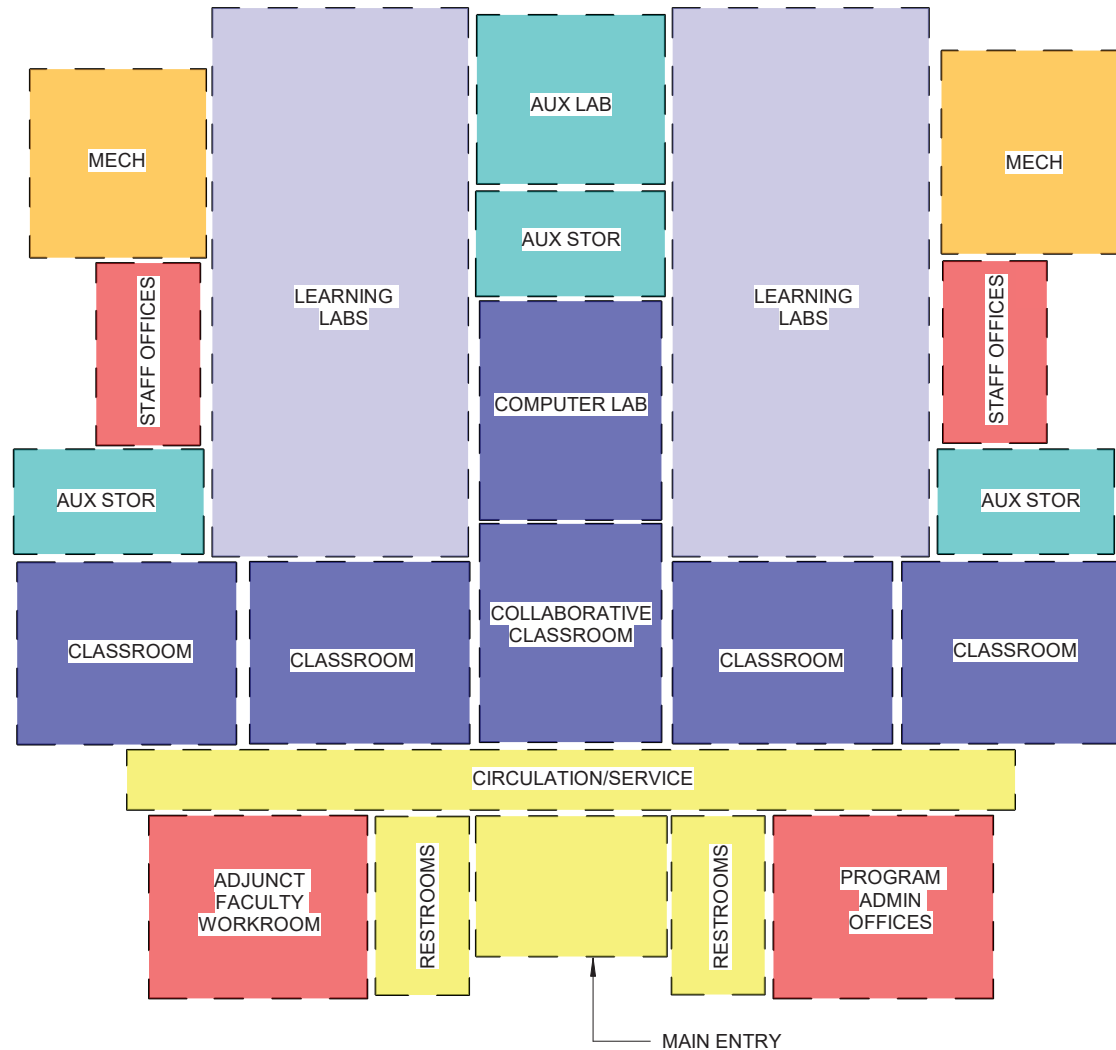 AUX LAB
MECH
MECH
AUX STOR
LEARNING
LABS
LEARNING
LABS
STAFF OFFICES
STAFF OFFICES
COMPUTER LAB
AUX STOR
AUX STOR
COLLABORATIVE
CLASSROOM
CLASSROOM
CLASSROOM
CLASSROOM
CLASSROOM
CIRCULATION/SERVICE
ADJUNCT
FACULTY
WORKROOM
RESTROOMS
RESTROOMS
PROGRAM
ADMIN
OFFICES
MAIN ENTRY